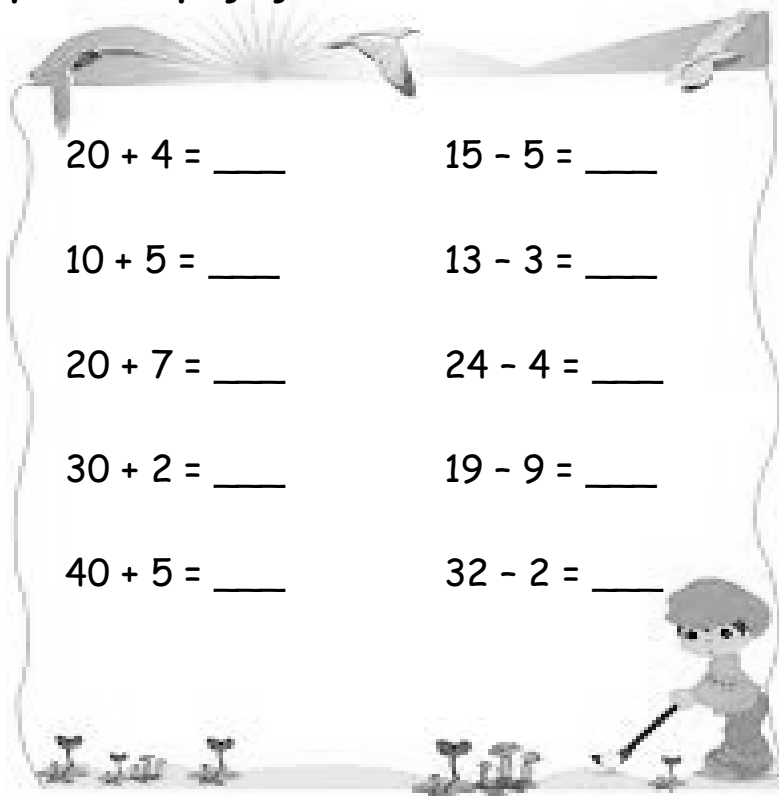 20 + 4 = ___
15 - 5 = ___
10 + 5 = ___
13 - 3 = ___
20 + 7 = ___
24 - 4 = ___
30 + 2 = ___
19 - 9 = ___
40 + 5 = ___
32 - 2 = ___